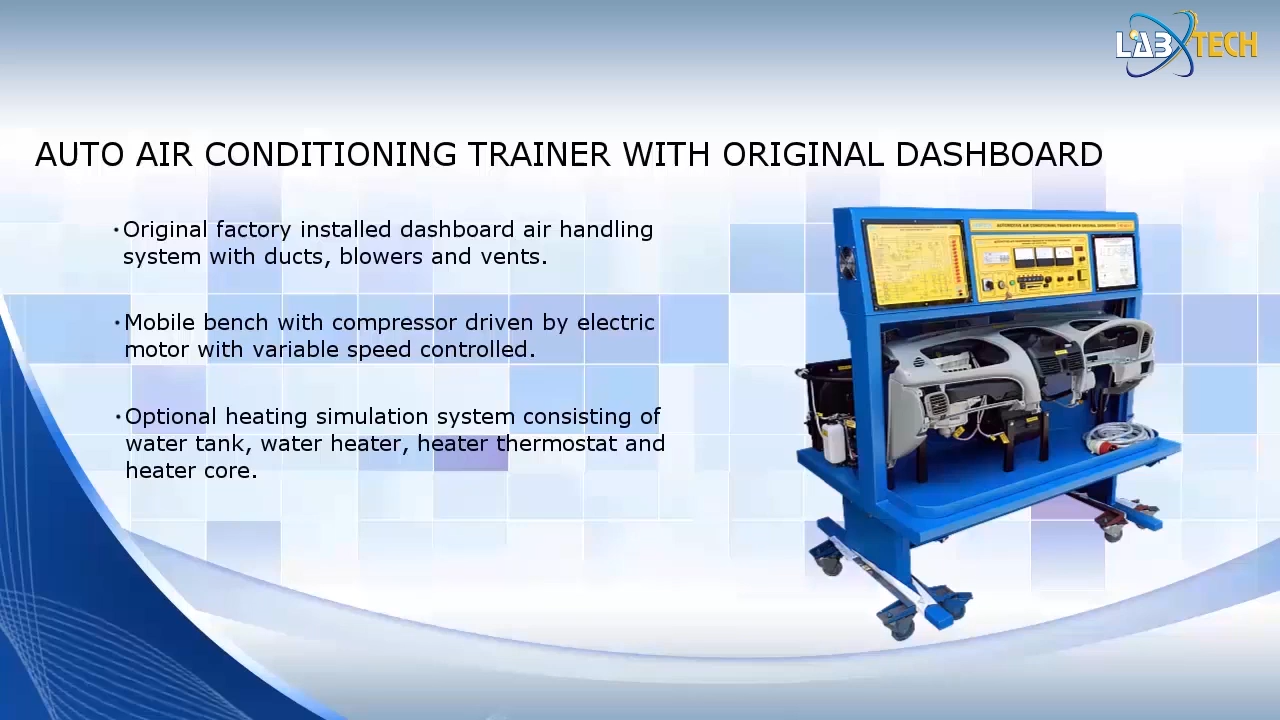 LABXTECH
AUTO AIR CONDITIONING TRAINER WITH ORIGINAL DASHBOARD
•Original factory installed dashboard air handling
system with ducts, blowers and vents.
•Mobile bench with compressor driven by electric
motor with variable speed controlled.
•Optional heating simulation system consisting of
water tank, water heater, heater thermostat and
heater core.
AUTOMOTIVE AIR CONDITIONING TRAINER WITH ORIGINAL DASHBOARD